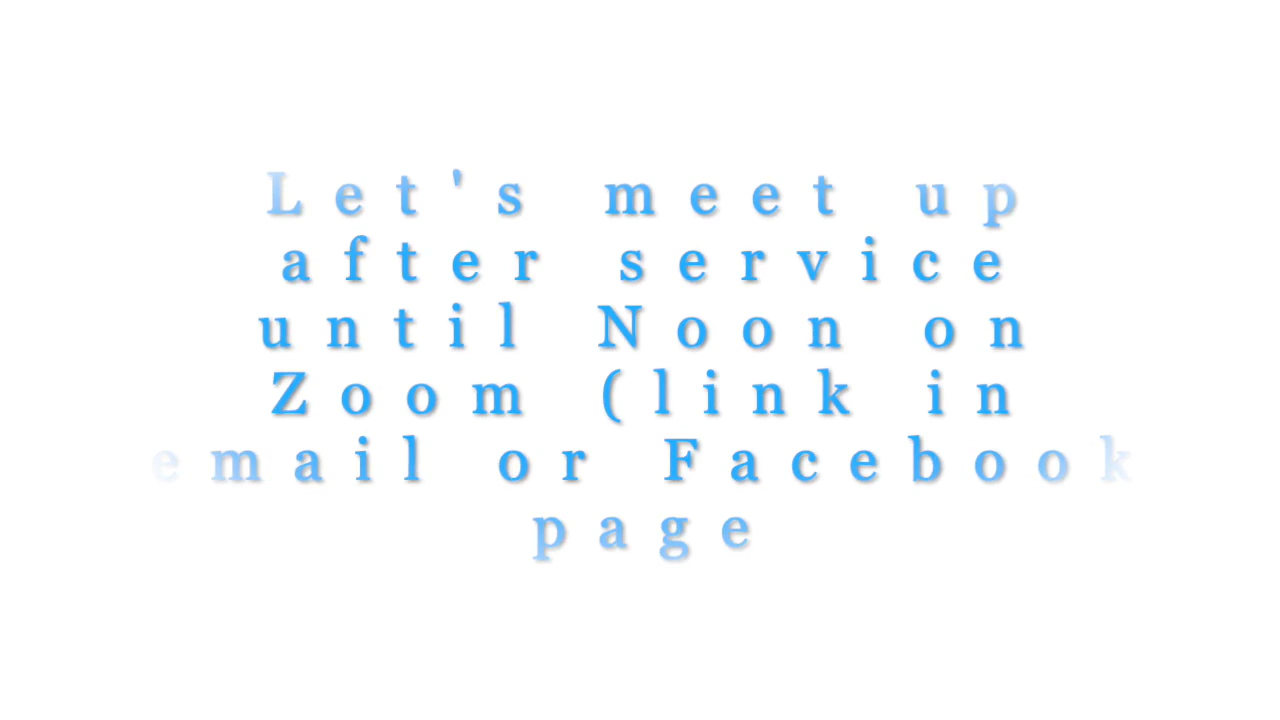 Let's meet up
after service
until Noon on
Zoom (link in
email or Facebook
page